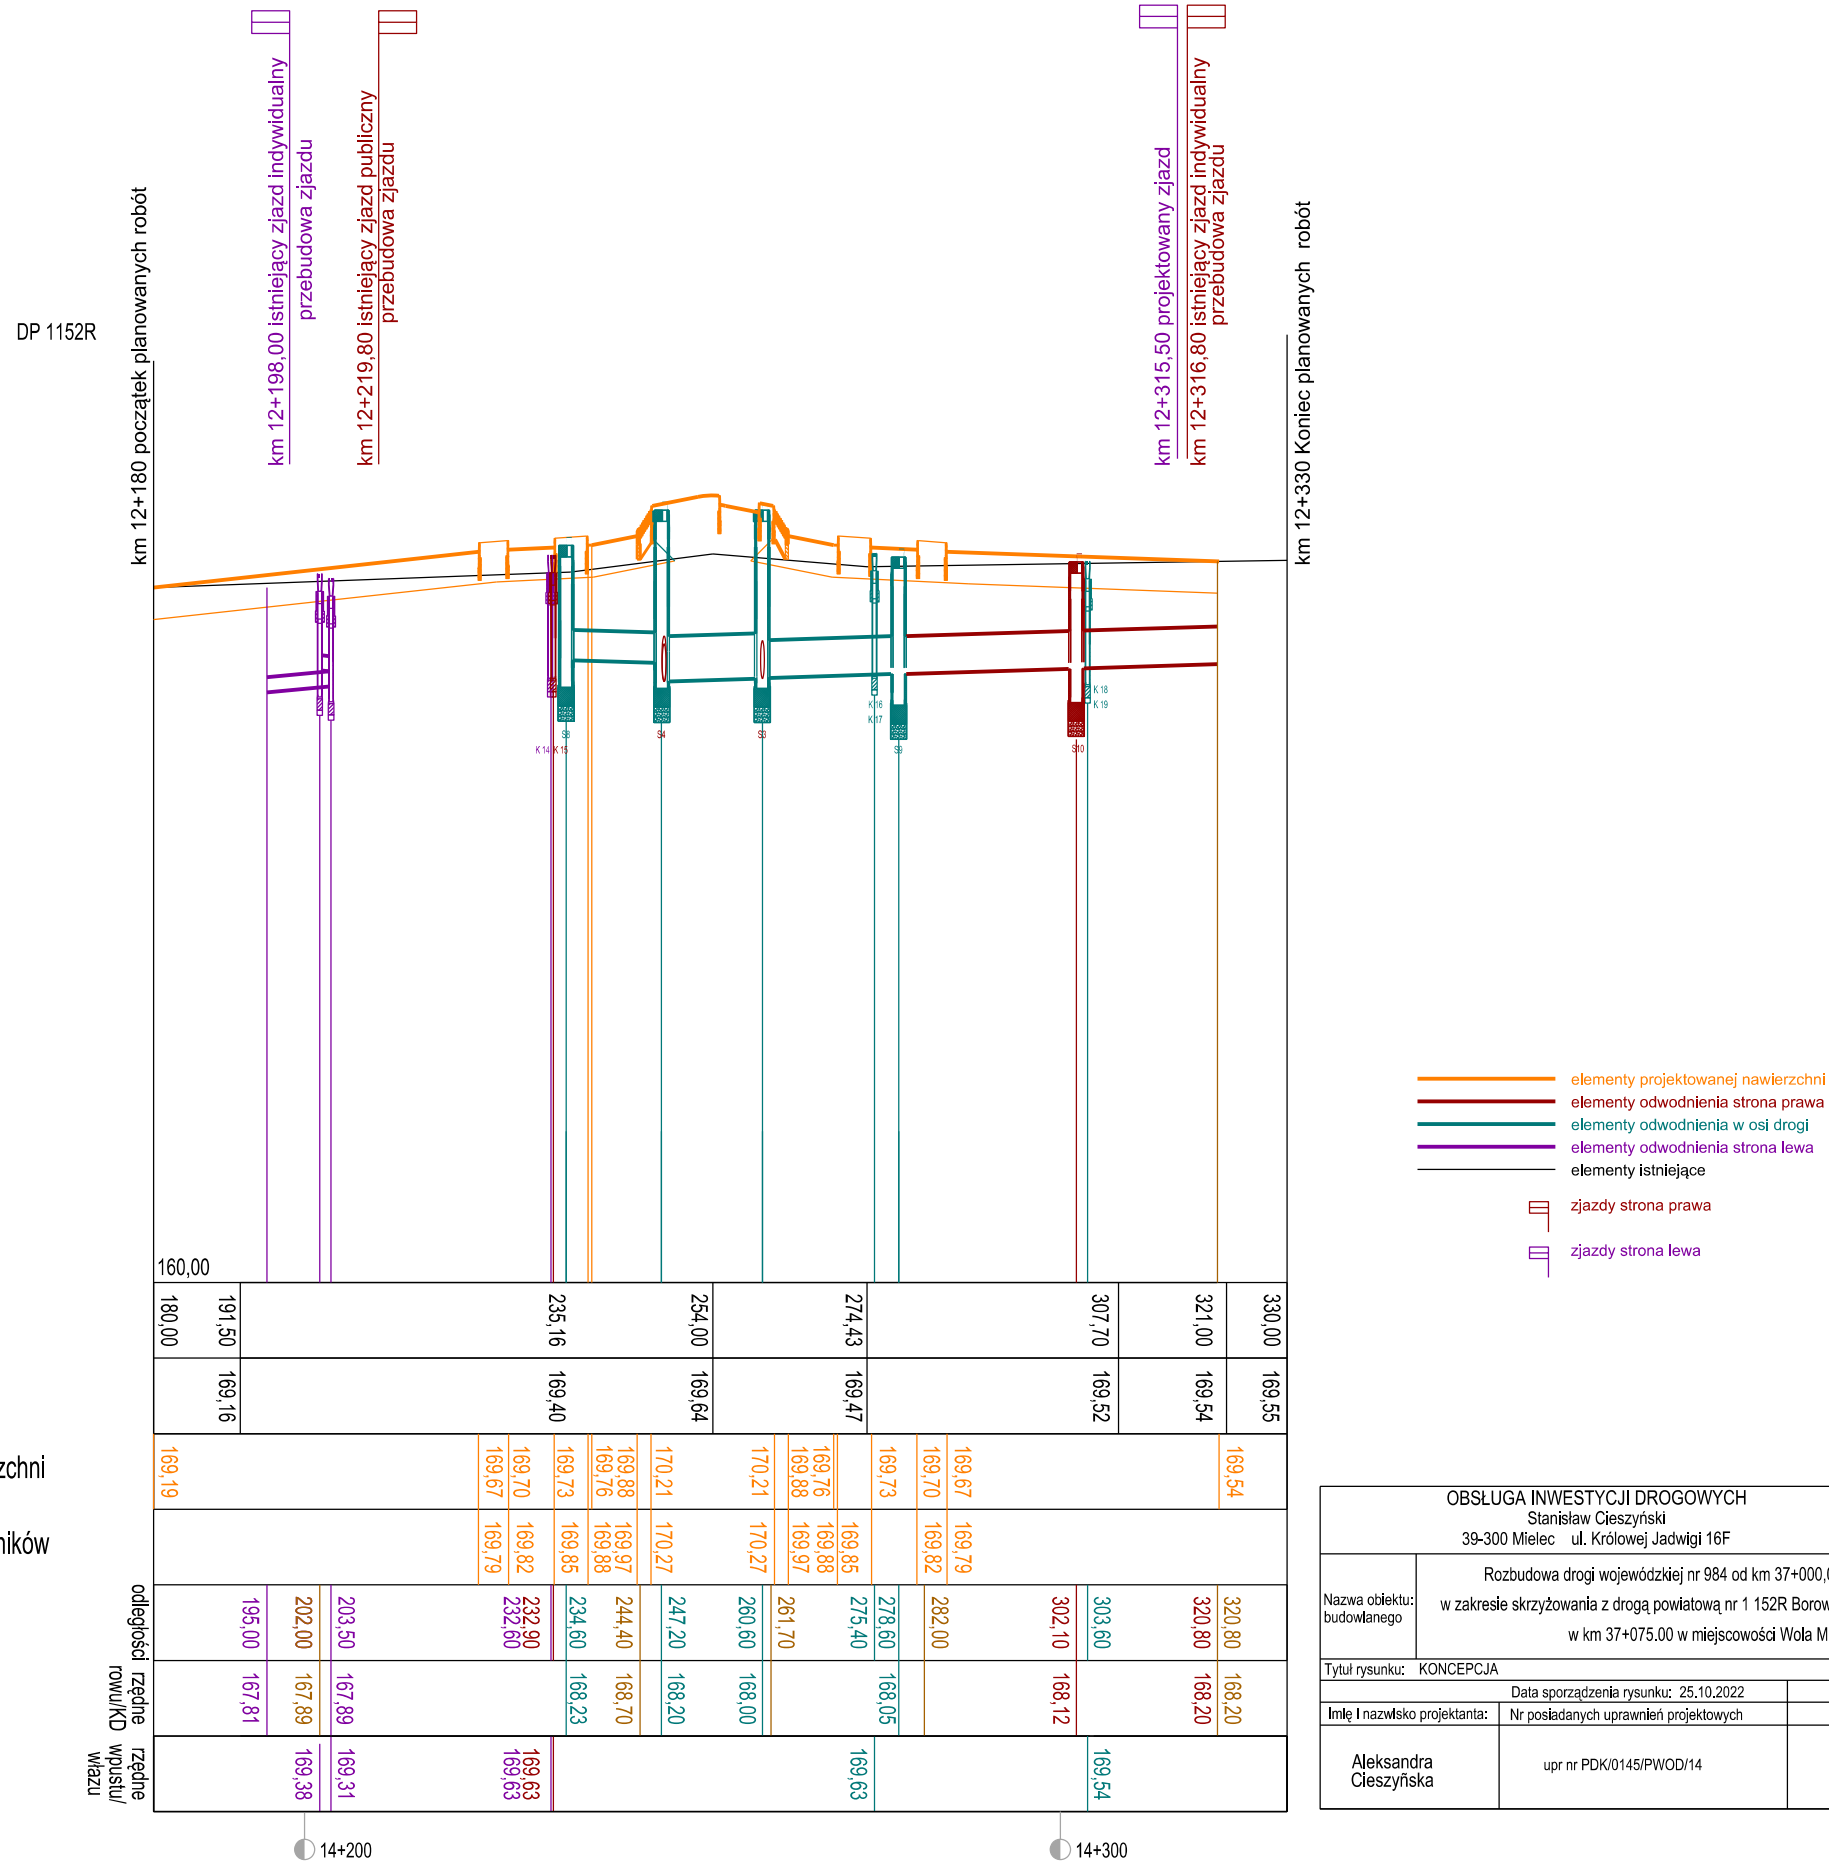 km 12+198,00 istniejący zjazd indywidualny
przebudowa zjazdu
km 12+219,80 istniejący zjazd publiczny
przebudowa zjazdu
km 12+315,50 projektowany zjazd
km 12+316,80 istniejący zjazd indywidualny
przebudowa zjazdu
km 12+180 początek planowanych robót
km 12+330 Koniec planowanych robót
DP 1152R
K 14
K 15
S8
S4
S3
K 16
K 17
S9
S10
K 18
K 19
elementy projektowanej nawierzchni
elementy odwodnienia strona prawa
elementy odwodnienia w osi drogi
elementy odwodnienia strona lewa
elementy istniejące
zjazdy strona prawa
zjazdy strona lewa
160,00
180,00 191,50 235,16 254,00 274,43 307,70 321,00 330,00
169,16 169,40 169,64 169,47 169,52 169,54 169,55
zchni
169,19 169,67 169,70 169,73 169,76 169,88 170,21 170,21 169,88 169,76 169,73 169,70 169,67 169,54
ników
169,79 169,82 169,85 169,88 169,97 170,27 170,27 169,97 169,88 169,85 169,82 169,79
odległości
195,00 202,00 203,50 232,60 232,90 234,60 244,40 247,20 260,60 261,70 275,40 278,60 282,00 302,10 303,60 320,80 320,80
rzędne
rowu/KD
167,81 167,89 167,89 168,23 168,70 168,20 168,00 168,05 168,12 168,20 168,20
rzędne
wpustu/
włazu
169,38 169,31 169,63 169,63 169,63 169,54
14+200
14+300
OBSŁUGA INWESTYCJI DROGOWYCH
Stanisław Cieszyński
39-300 Mielec ul. Królowej Jadwigi 16F
Nazwa obiektu:
budowlanego
Rozbudowa drogi wojewódzkiej nr 984 od km 37+000,0
w zakresie skrzyżowania z drogą powiatową nr 1 152R Borow
w km 37+075.00 w miejscowości Wola M
Tytuł rysunku: KONCEPCJA
Data sporządzenia rysunku: 25.10.2022
Imię i nazwisko projektanta:
Nr posiadanych uprawnień projektowych
Aleksandra
Cieszyńska
upr nr PDK/0145/PWOD/14